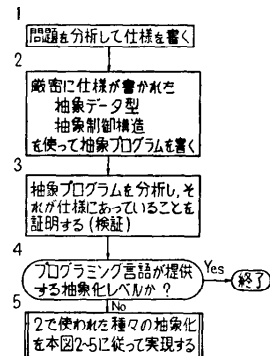 1
問題を分析して仕様を書く
2
厳密に仕様が書かれた
抽象データ型
抽象制御構造
を使って抽象プログラムを書く
3
抽象プログラムを分析し,そ
れが仕様にあっていることを
証明する(検証)
4
プログラミング言語が提供
する抽象化レベルか?
Yes
終了
No
5
2で使われた種々の抽象化
を本図2-5に従って実現する